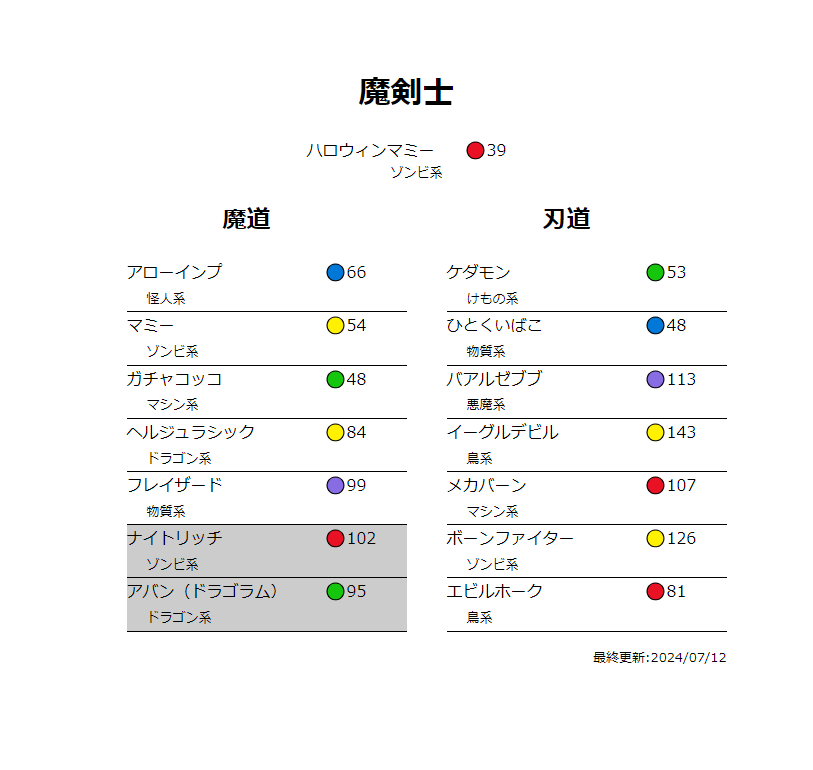 魔剣士
ハロウィンマミー 39
ゾンビ系
魔道
アローインプ 66
怪人系
マミー 54
ゾンビ系
ガチャコッコ 48
マシン系
ヘルジュラシック 84
ドラゴン系
フレイザード 99
物質系
ナイトリッチ 102
ゾンビ系
アバン（ドラゴラム） 95
ドラゴン系
刃道
ケダモン 53
けもの系
ひとくいばこ 48
物質系
バアルゼブブ 113
悪魔系
イーグルデビル 143
鳥系
メカバーン 107
マシン系
ボーンファイター 126
ゾンビ系
エビルホーク 81
鳥系
最終更新:2024/07/12